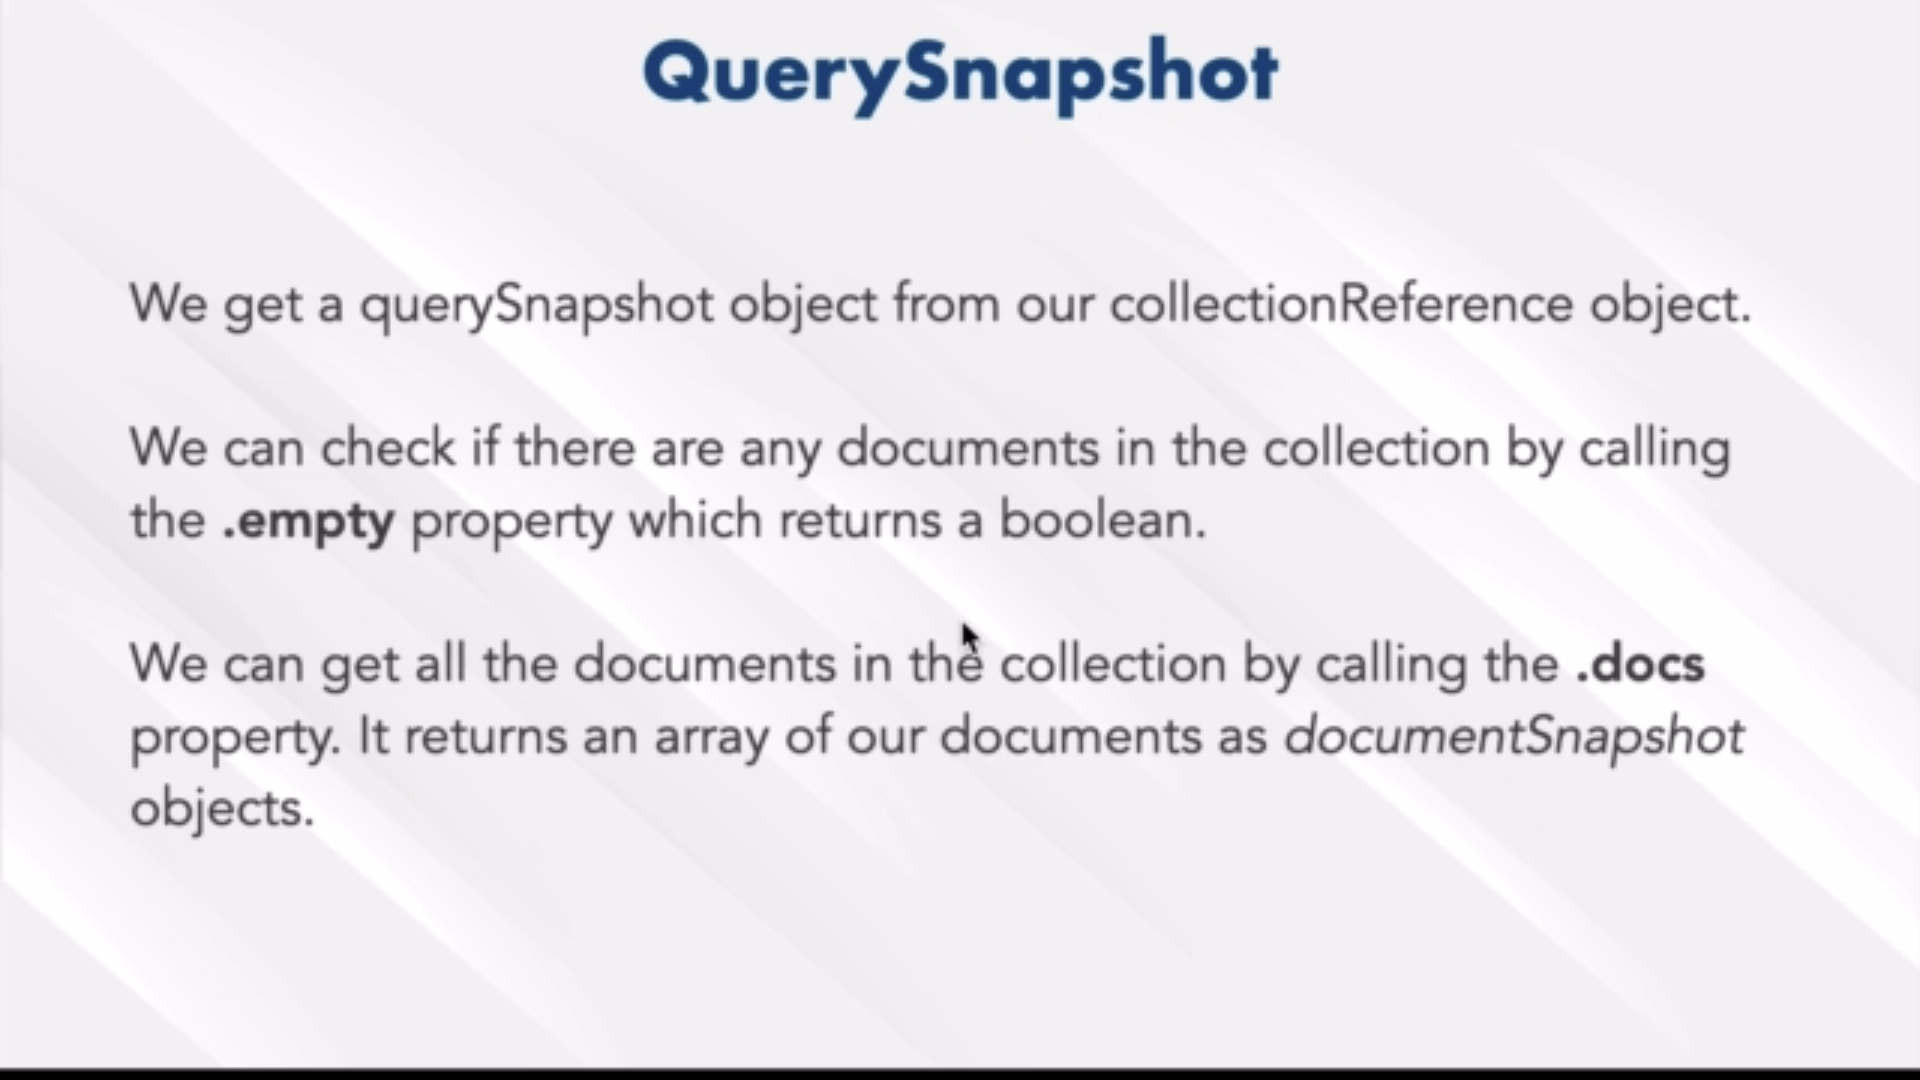 QuerySnapshot
We get a querySnapshot object from our collectionReference object.
We can check if there are any documents in the collection by calling
the .empty property which returns a boolean.
We can get all the documents in the collection by calling the .docs
property. It returns an array of our documents as documentSnapshot
objects.